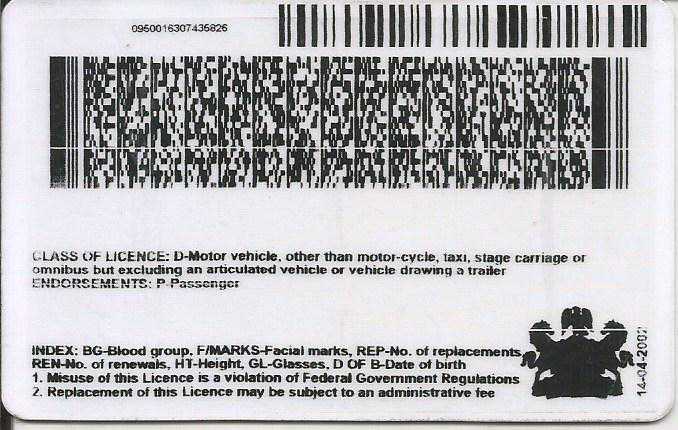 0950016307435826
CLASS OF LICENCE: D-Motor vehicle, other than motor-cycle, taxi, stage carriage or
omnibus but excluding an articulated vehicle or vehicle drawing a trailer
ENDORSEMENTS: P-Passenger
INDEX: BG-Blood group, F/MARKS-Facial marks, REP-No. of replacements,
REN-No. of renewals, HT-Height, GL-Glasses, D OF B-Date of birth
1. Misuse of this Licence is a violation of Federal Government Regulations
2. Replacement of this Licence may be subject to an administrative fee
14-04-2007